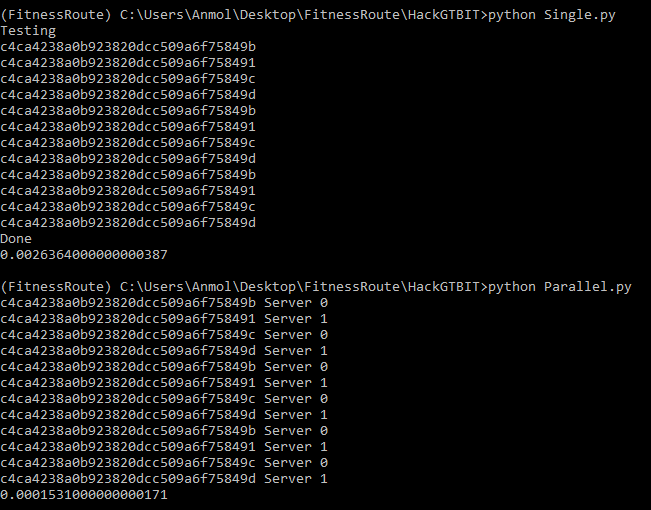 (FitnessRoute) C:\Users\Anmol\Desktop\FitnessRoute\HackGTBIT>python Single.py
Testing
c4ca4238a0b923820dcc509a6f75849b
c4ca4238a0b923820dcc509a6f758491
c4ca4238a0b923820dcc509a6f75849c
c4ca4238a0b923820dcc509a6f75849d
c4ca4238a0b923820dcc509a6f75849b
c4ca4238a0b923820dcc509a6f758491
c4ca4238a0b923820dcc509a6f75849c
c4ca4238a0b923820dcc509a6f75849d
c4ca4238a0b923820dcc509a6f75849b
c4ca4238a0b923820dcc509a6f758491
c4ca4238a0b923820dcc509a6f75849c
c4ca4238a0b923820dcc509a6f75849d
Done
0.0026364000000000387
(FitnessRoute) C:\Users\Anmol\Desktop\FitnessRoute\HackGTBIT>python Parallel.py
c4ca4238a0b923820dcc509a6f75849b Server 0
c4ca4238a0b923820dcc509a6f758491 Server 1
c4ca4238a0b923820dcc509a6f75849c Server 0
c4ca4238a0b923820dcc509a6f75849d Server 1
c4ca4238a0b923820dcc509a6f75849b Server 0
c4ca4238a0b923820dcc509a6f758491 Server 1
c4ca4238a0b923820dcc509a6f75849c Server 0
c4ca4238a0b923820dcc509a6f75849d Server 1
c4ca4238a0b923820dcc509a6f75849b Server 0
c4ca4238a0b923820dcc509a6f758491 Server 1
c4ca4238a0b923820dcc509a6f75849c Server 0
c4ca4238a0b923820dcc509a6f75849d Server 1
0.0001531000000000171